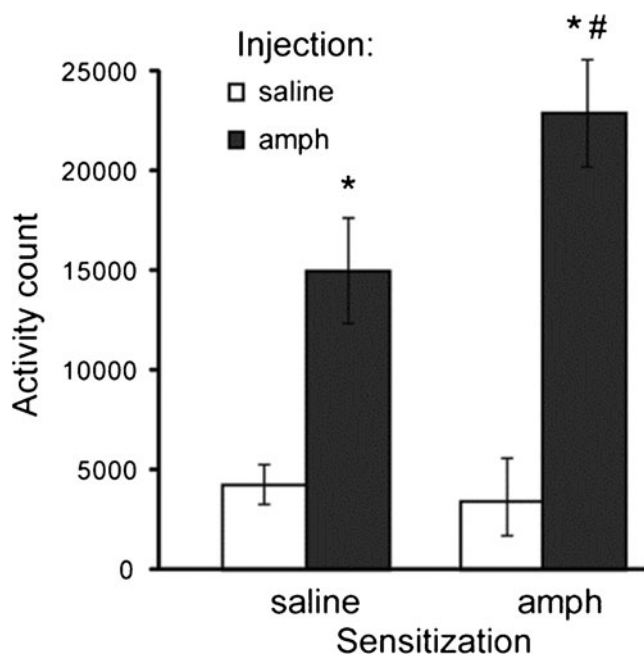 Injection:
saline
amph
* #
*
25000
20000
15000
10000
5000
0
Activity count
saline amph
Sensitization